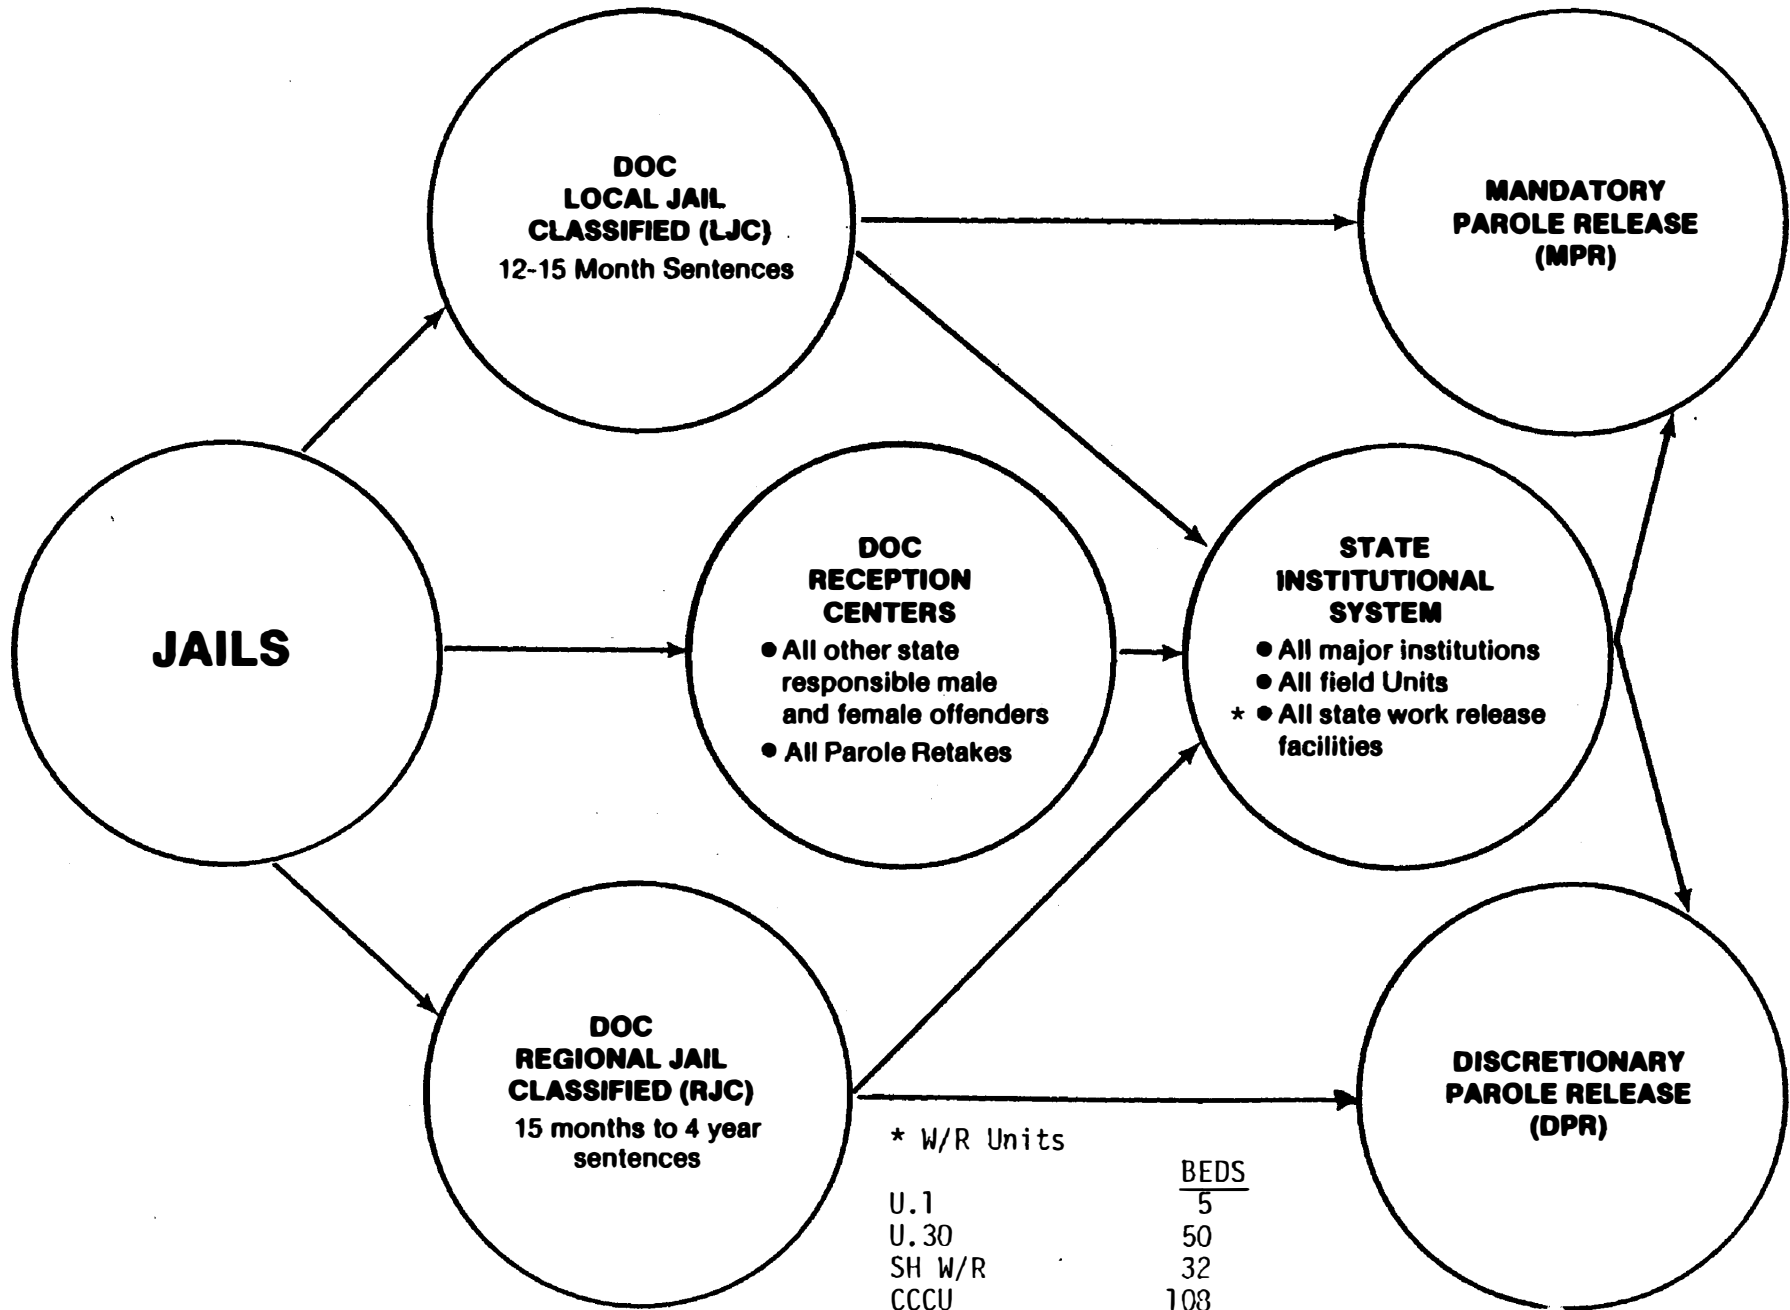 DOC
LOCAL JAIL
CLASSIFIED (LJC)
12-15 Month Sentences
MANDATORY
PAROLE RELEASE
(MPR)
JAILS
DOC
RECEPTION
CENTERS
● All other state
responsible male
and female offenders
● All Parole Retakes
STATE
INSTITUTIONAL
SYSTEM
● All major institutions
● All field Units
* ● All state work release
facilities
DOC
REGIONAL JAIL
CLASSIFIED (RJC)
15 months to 4 year
sentences
DISCRETIONARY
PAROLE RELEASE
(DPR)
* W/R Units
BEDS
U.1 5
U.30 50
SH W/R 32
CCCU 108